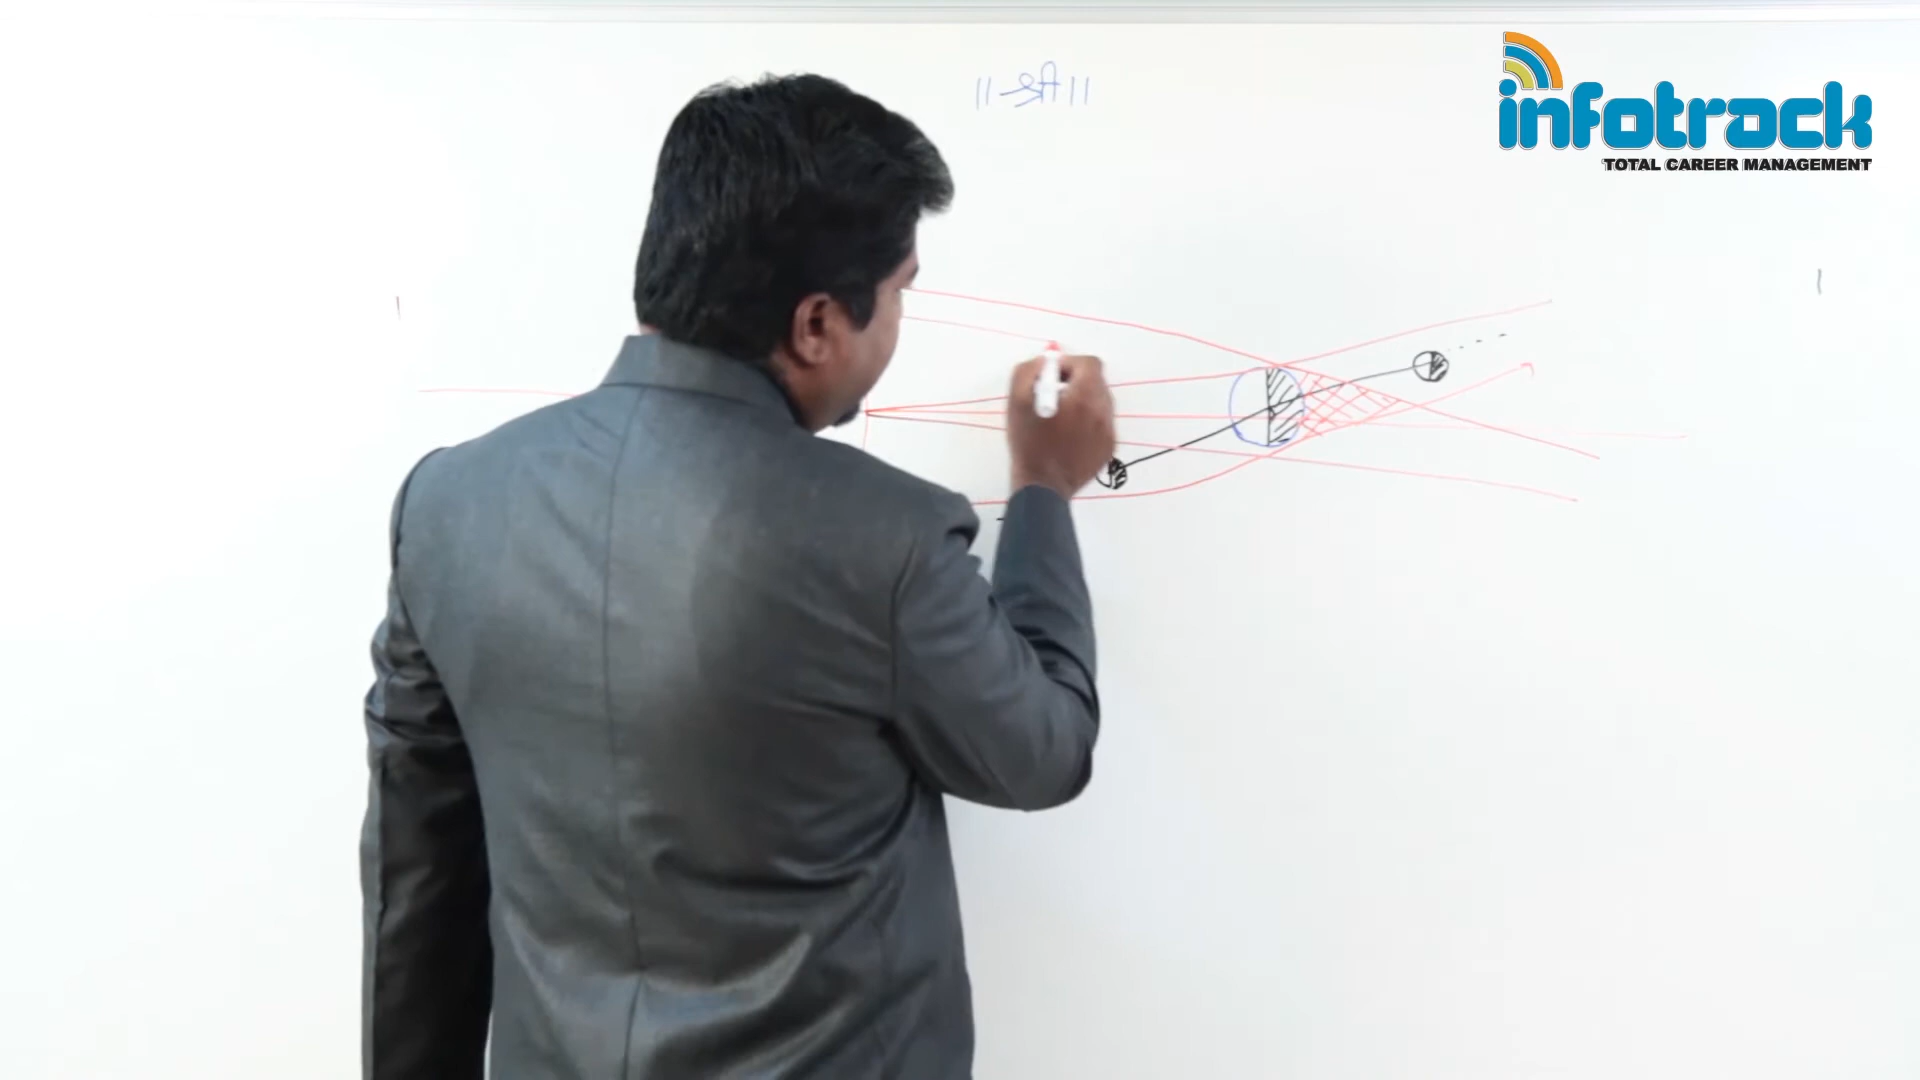 ॥ श्री ॥
infotrack
TOTAL CAREER MANAGEMENT